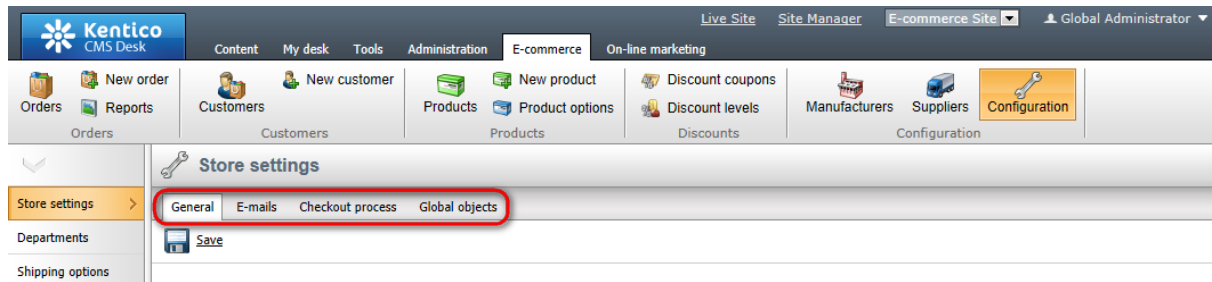 Live Site Site Manager E-commerce Site Global Administrator
Kentico
CMS Desk
Content My desk Tools Administration E-commerce On-line marketing
New order New customer New product Discount coupons
Orders Reports Customers Products Product options Discount levels Manufacturers Suppliers Configuration
Orders Customers Products Discounts Configuration
Store settings
Store settings > General E-mails Checkout process Global objects
Departments Save
Shipping options